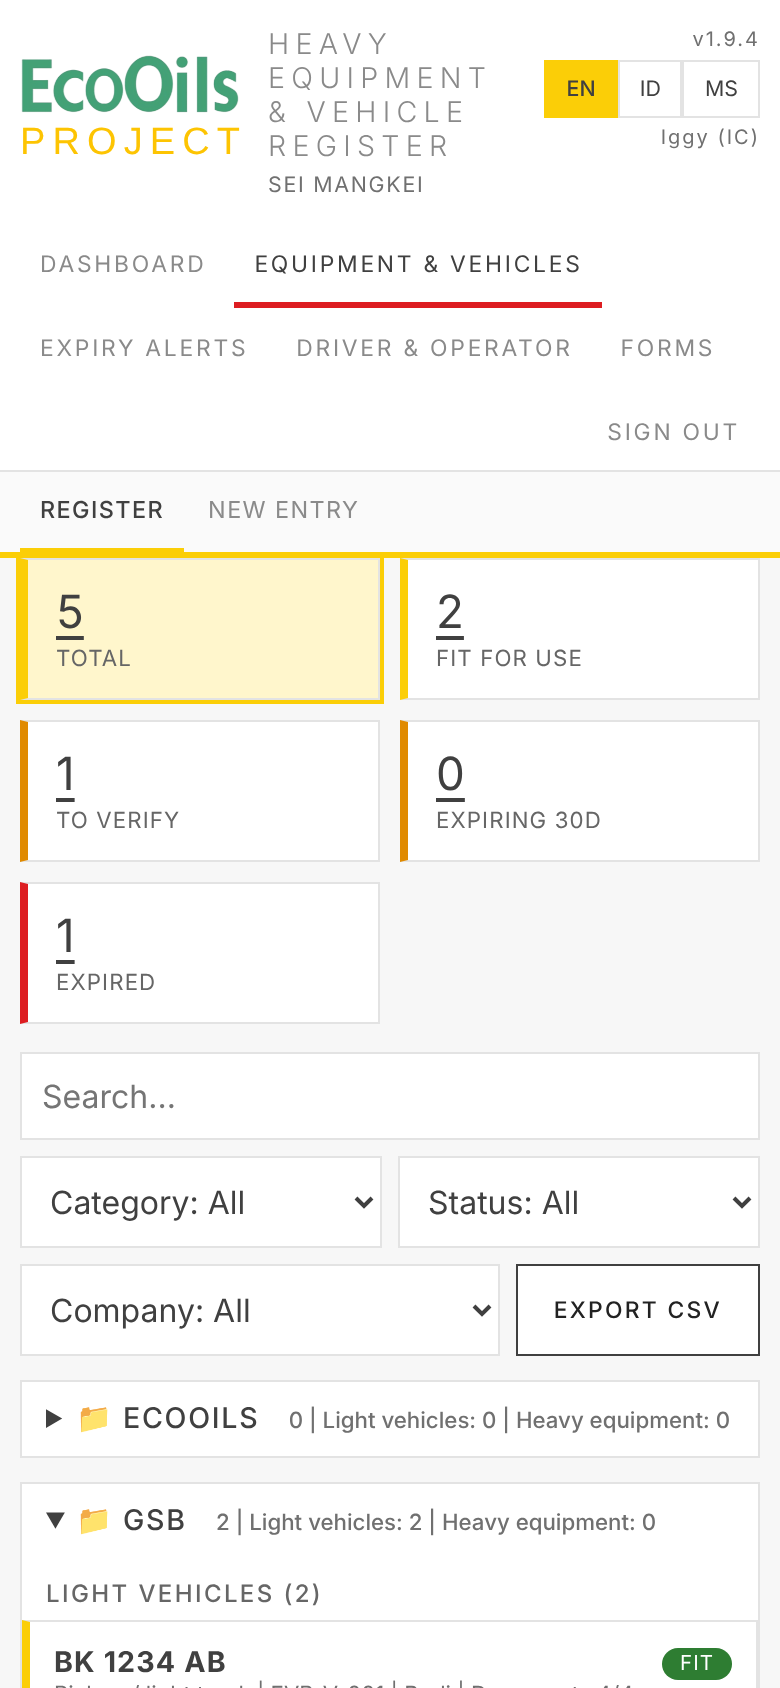 EcoOils
PROJECT
HEAVY
EQUIPMENT
& VEHICLE
REGISTER
SEI MANGKEI
v1.9.4
EN ID MS
Iggy (IC)
DASHBOARD EQUIPMENT & VEHICLES
EXPIRY ALERTS DRIVER & OPERATOR FORMS
SIGN OUT
REGISTER NEW ENTRY
5
TOTAL
2
FIT FOR USE
1
TO VERIFY
0
EXPIRING 30D
1
EXPIRED
Search...
Category: All
Status: All
Company: All
EXPORT CSV
ECOOILS 0 | Light vehicles: 0 | Heavy equipment: 0
GSB 2 | Light vehicles: 2 | Heavy equipment: 0
LIGHT VEHICLES (2)
BK 1234 AB FIT